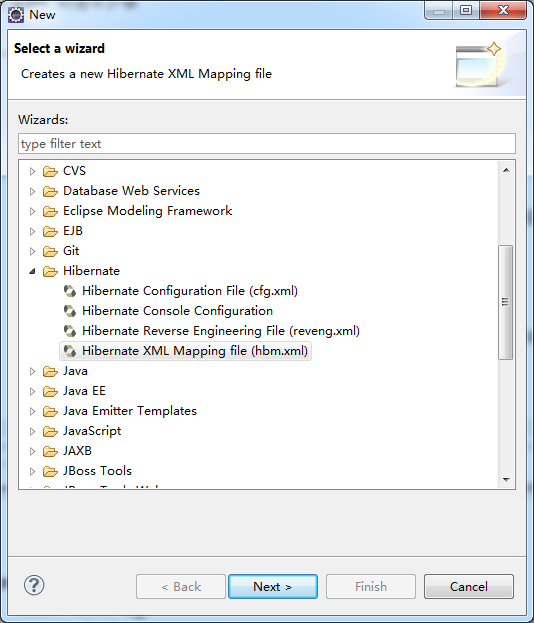 New
Select a wizard
Creates a new Hibernate XML Mapping file
Wizards:
type filter text
CVS
Database Web Services
Eclipse Modeling Framework
EJB
Git
Hibernate
Hibernate Configuration File (cfg.xml)
Hibernate Console Configuration
Hibernate Reverse Engineering File (reveng.xml)
Hibernate XML Mapping file (hbm.xml)
Java
Java EE
Java Emitter Templates
JavaScript
JAXB
JBoss Tools
JBoss Tools Web
< Back
Next >
Finish
Cancel